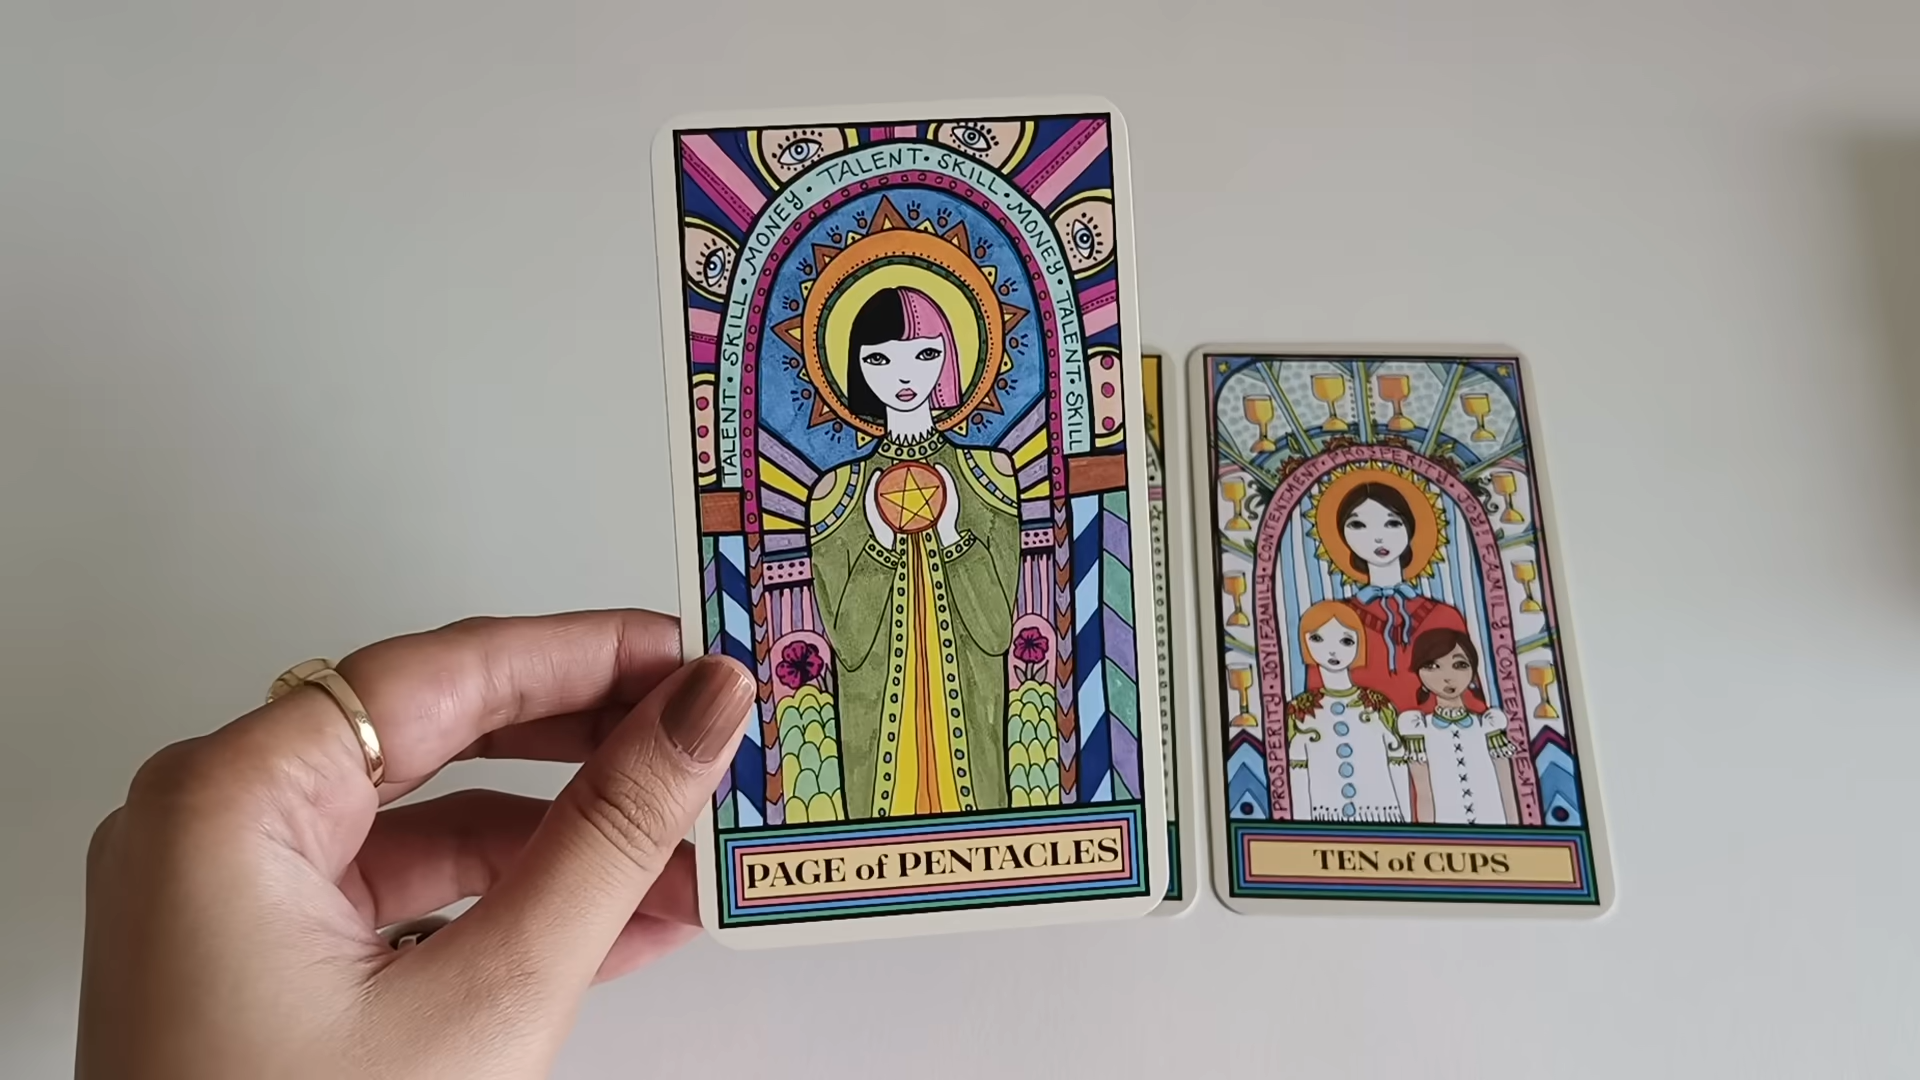 TALENT · SKILL · MONEY · TALENT · SKILL · MONEY · TALENT · SKILL
PAGE of PENTACLES
PROSPERITY · JOY! FAMILY · CONTENTMENT · PROSPERITY · JOY! FAMILY · CONTENTMENT ·
TEN of CUPS